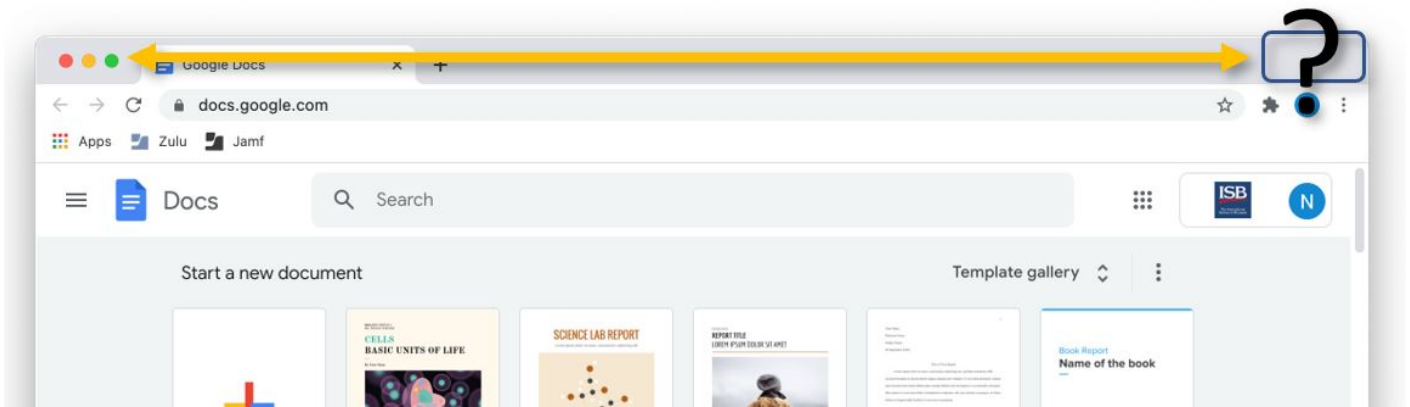 ?
Google Docs × +
docs.google.com
Apps Zulu Jamf
Docs Search ISB N
Start a new document Template gallery
CELLS
BASIC UNITS OF LIFE
SCIENCE LAB REPORT
REPORT TITLE
LOREM IPSUM DOLOR SIT AMET
Book Report
Name of the book